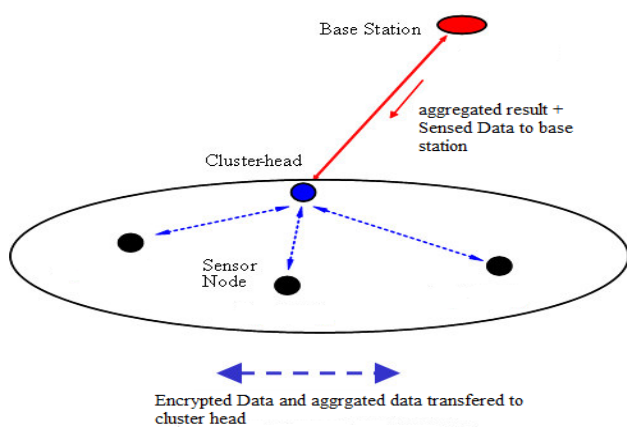 Base Station
aggregated result +
Sensed Data to base
station
Cluster-head
Sensor
Node
Encrypted Data and aggrgated data transfered to
cluster head